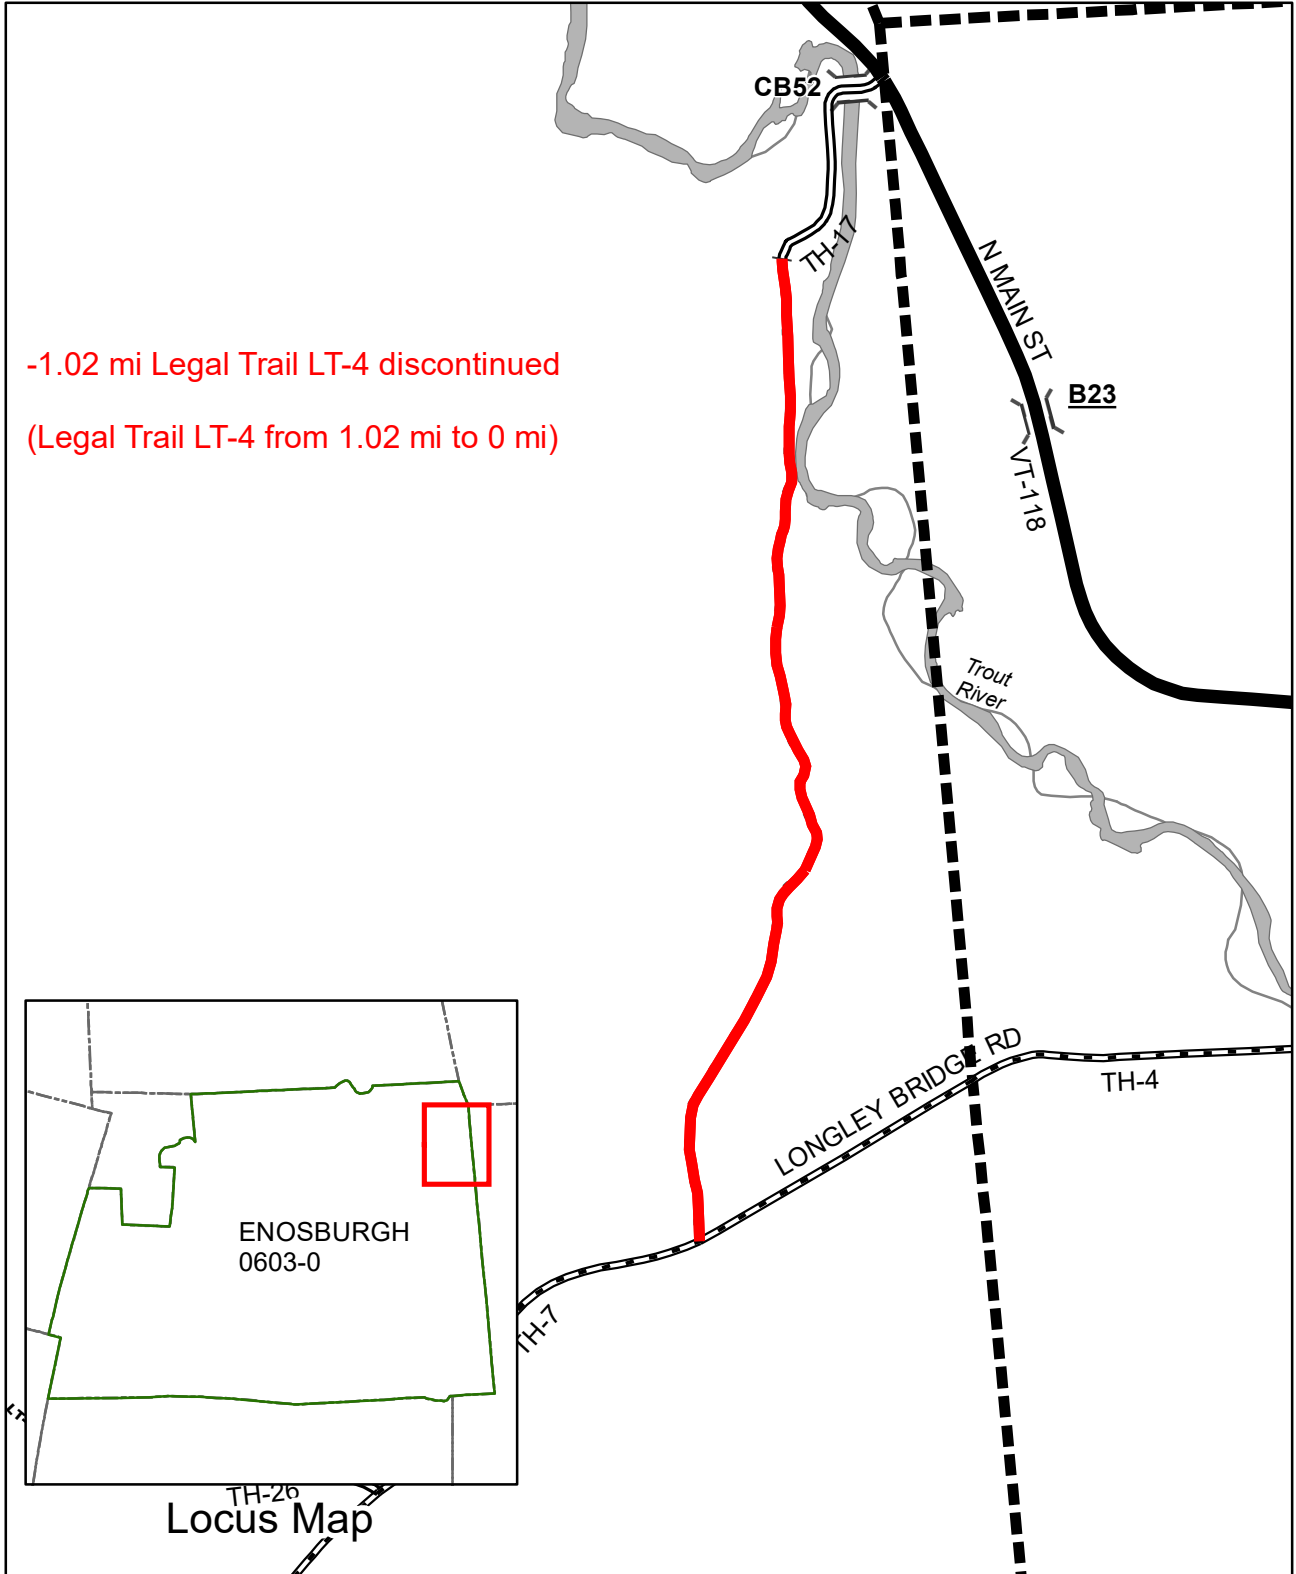 CB52
TH-17
N MAIN ST
-1.02 mi Legal Trail LT-4 discontinued
B23
(Legal Trail LT-4 from 1.02 mi to 0 mi)
VT-118
Trout
River
LONGLEY BRIDGE RD
TH-4
ENOSBURGH
0603-0
TH-7
LT-
TH-26
Locus Map